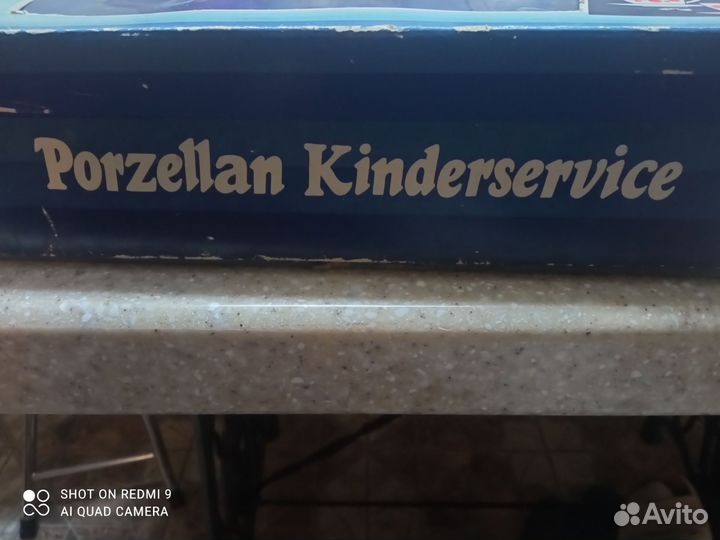 Porzellan Kinderservice
SHOT ON REDMI 9
AI QUAD CAMERA
Avito